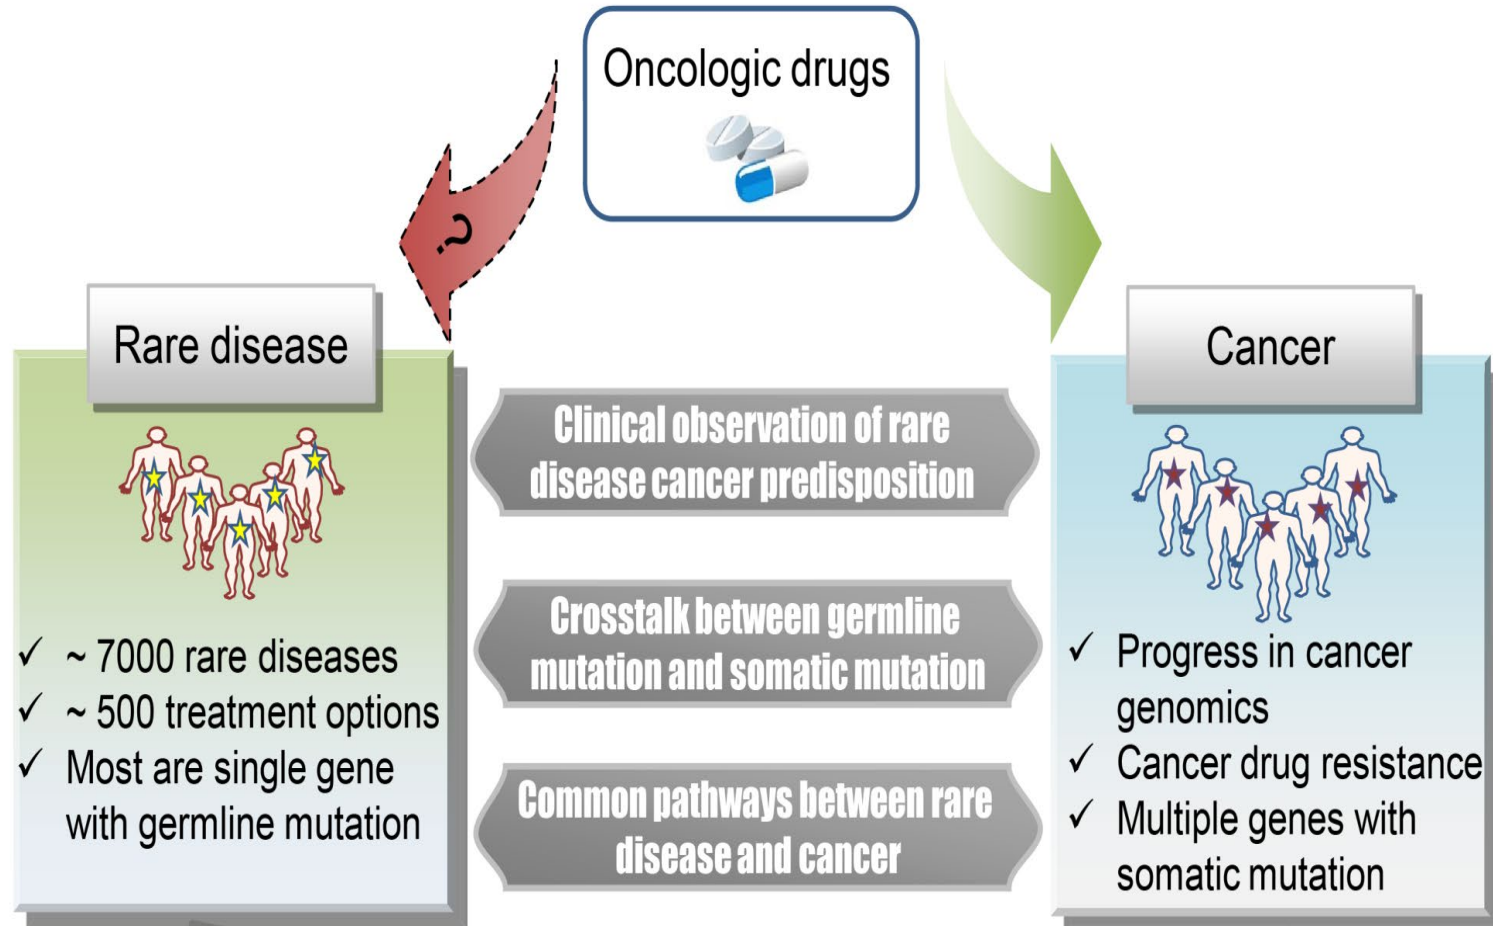 Oncologic drugs
?
Rare disease
✓ ~ 7000 rare diseases
✓ ~ 500 treatment options
✓ Most are single gene
with germline mutation
Clinical observation of rare
disease cancer predisposition
Crosstalk between germline
mutation and somatic mutation
Common pathways between rare
disease and cancer
Cancer
✓ Progress in cancer
genomics
✓ Cancer drug resistance
✓ Multiple genes with
somatic mutation